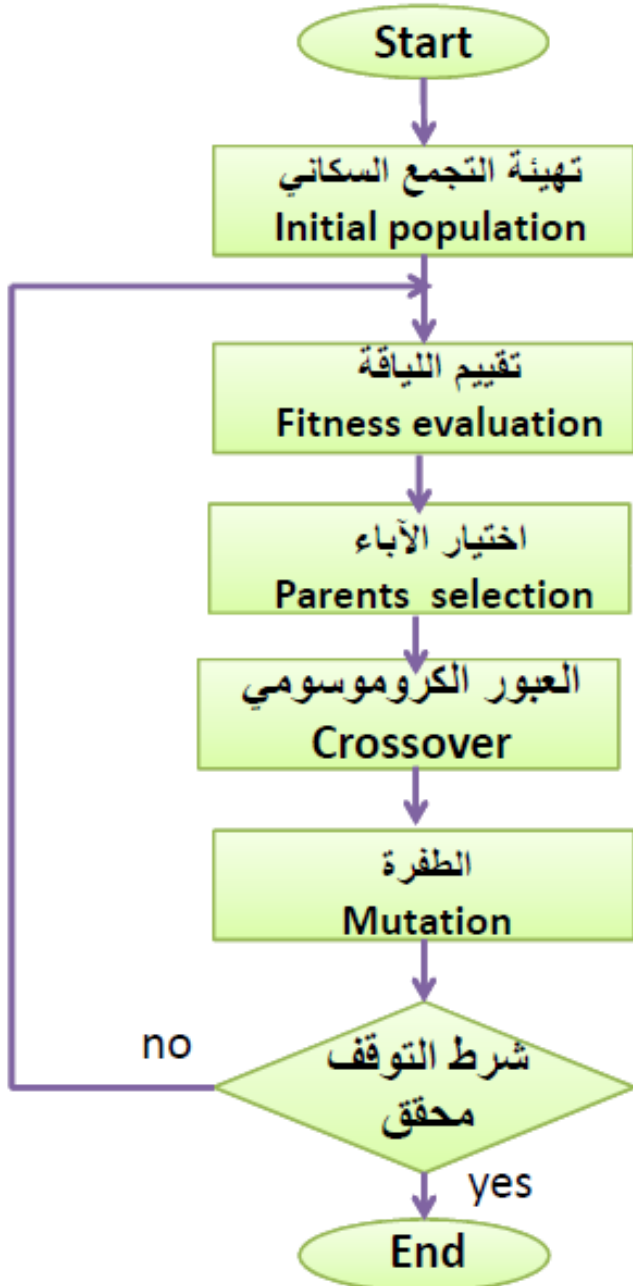 Start
تهيئة التجمع السكاني
Initial population
تقييم اللياقة
Fitness evaluation
اختيار الآباء
Parents selection
العبور الكروموسومي
Crossover
الطفرة
Mutation
no
شرط التوقف
محقق
yes
End